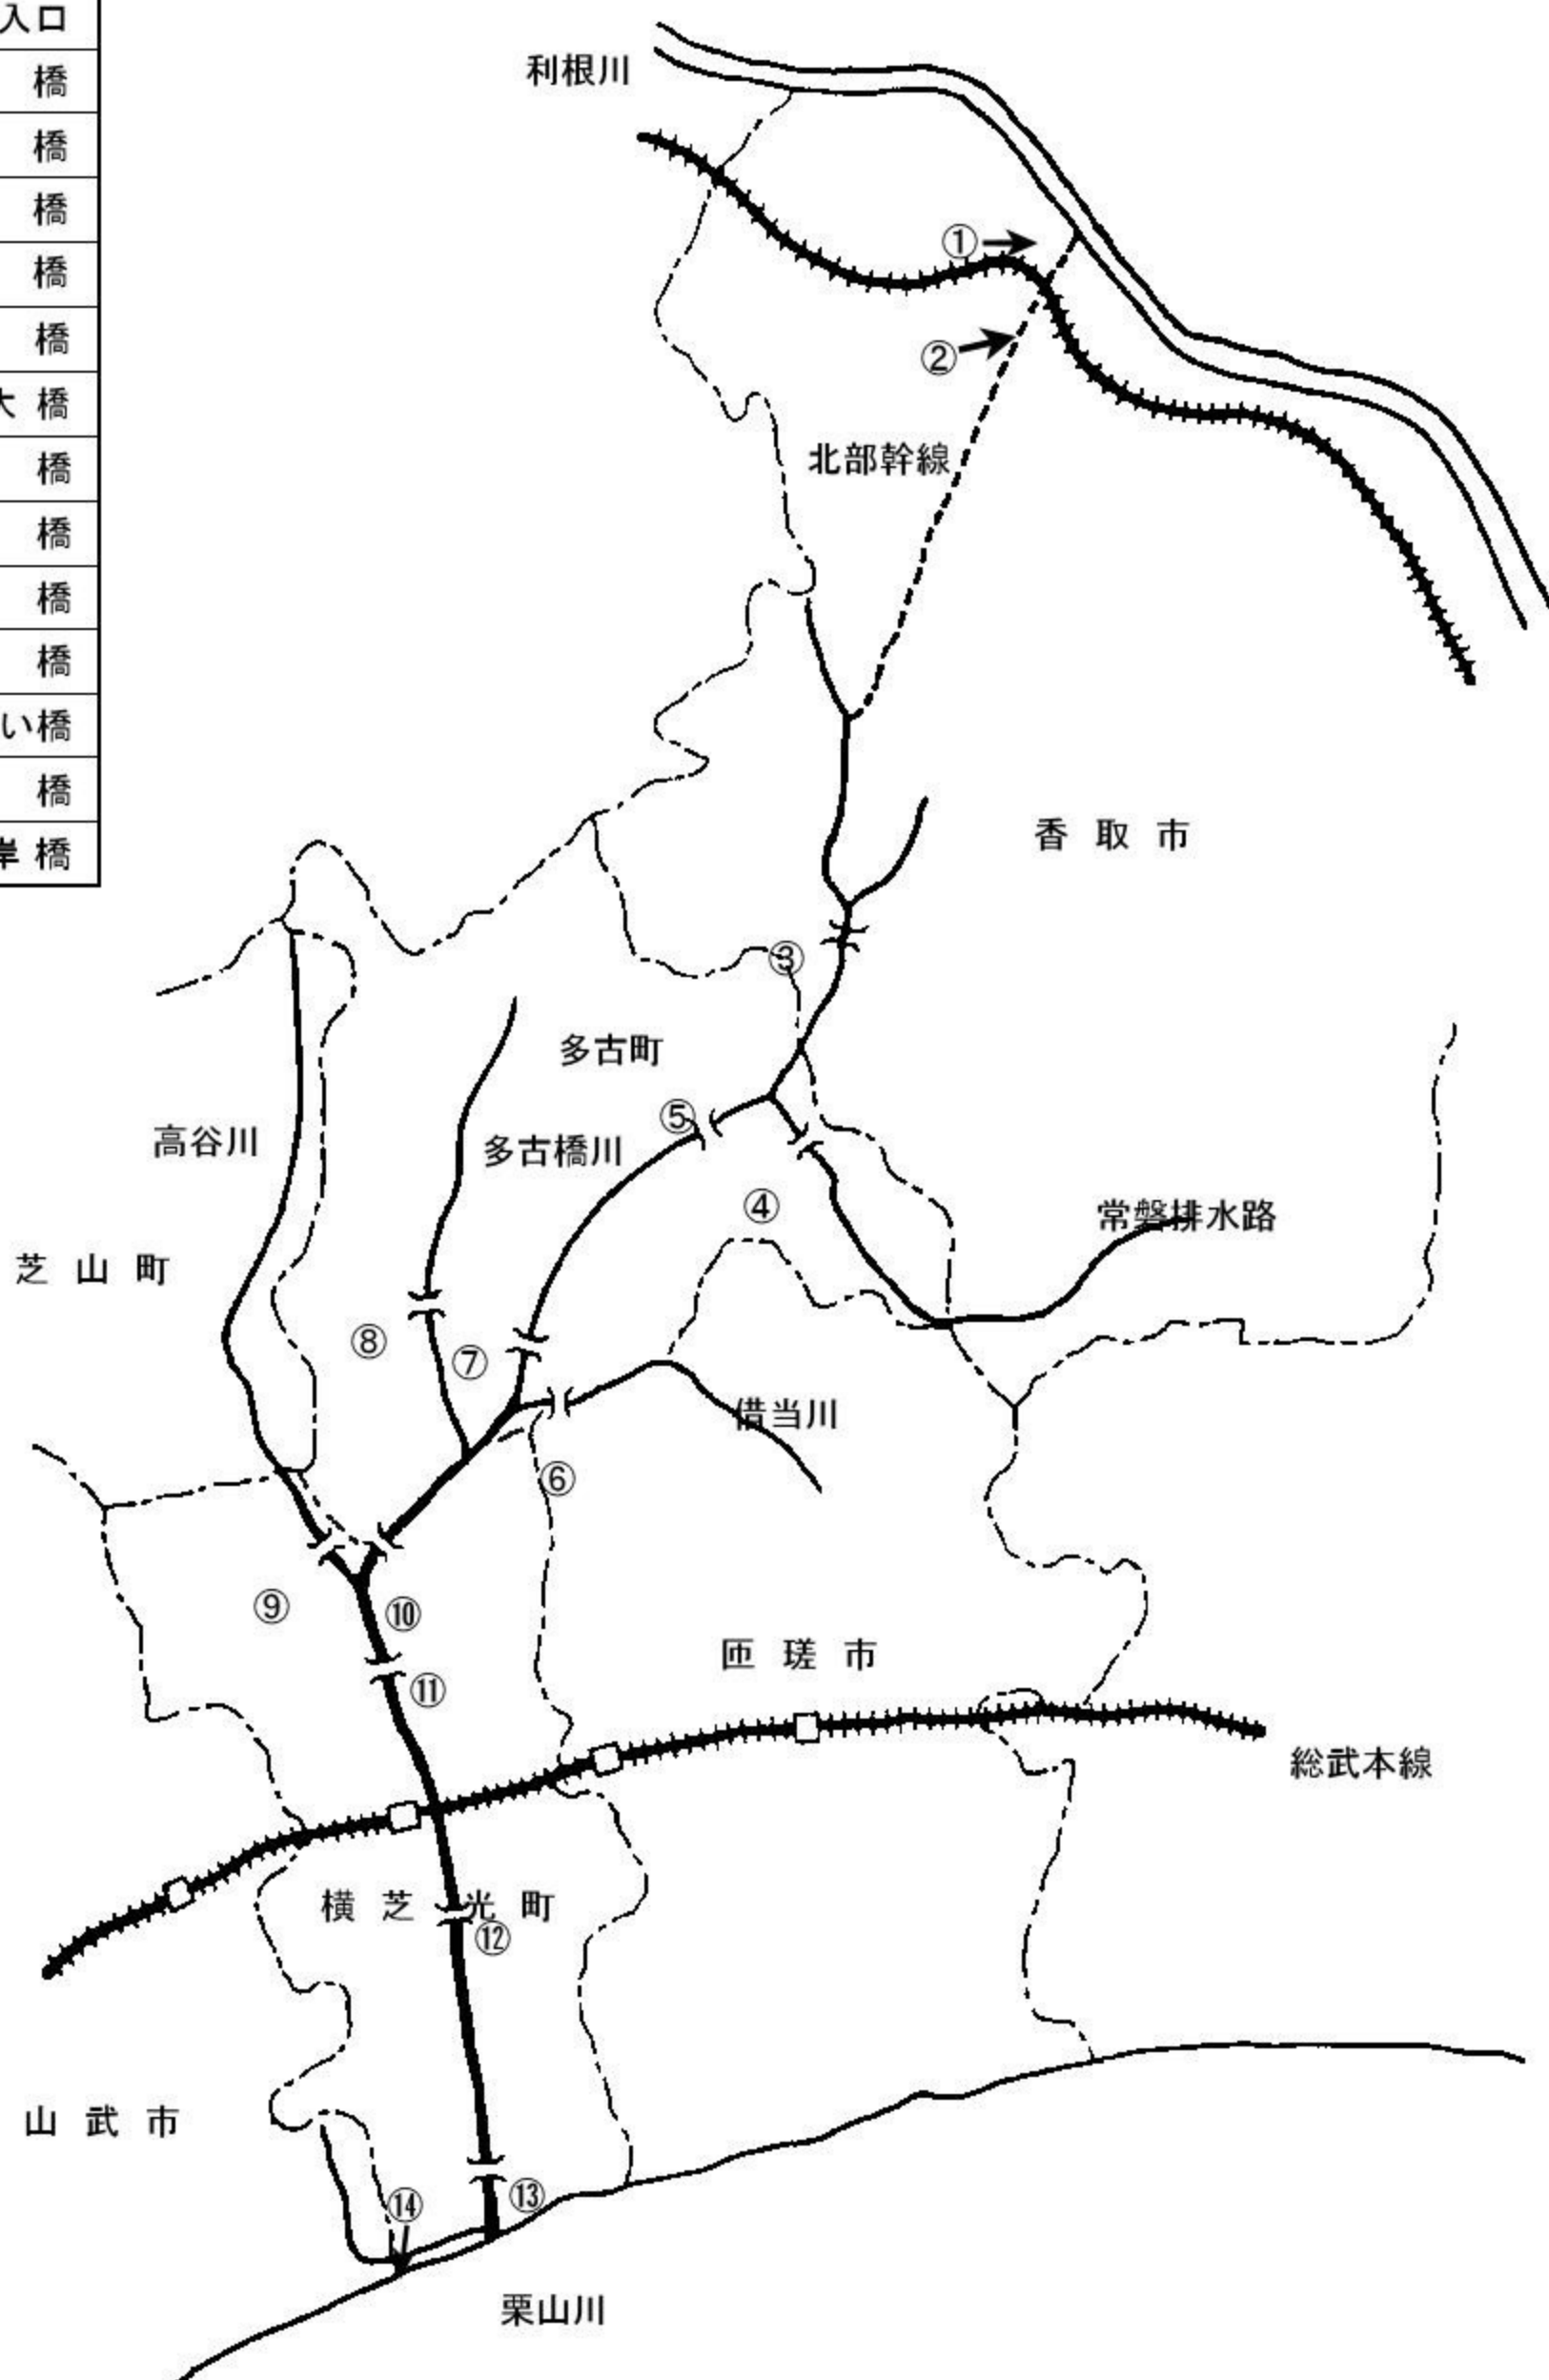 入口
橋
橋
橋
橋
橋
大橋
橋
橋
橋
橋
い橋
橋
岸橋
利根川
①
②
北部幹線
香取市
③
多古町
⑤
高谷川
多古橋川
④
常磐排水路
芝山町
⑧
⑦
借当川
⑥
⑨
⑩
匝瑳市
⑪
総武本線
横芝光町
⑫
山武市
⑬
⑭
栗山川